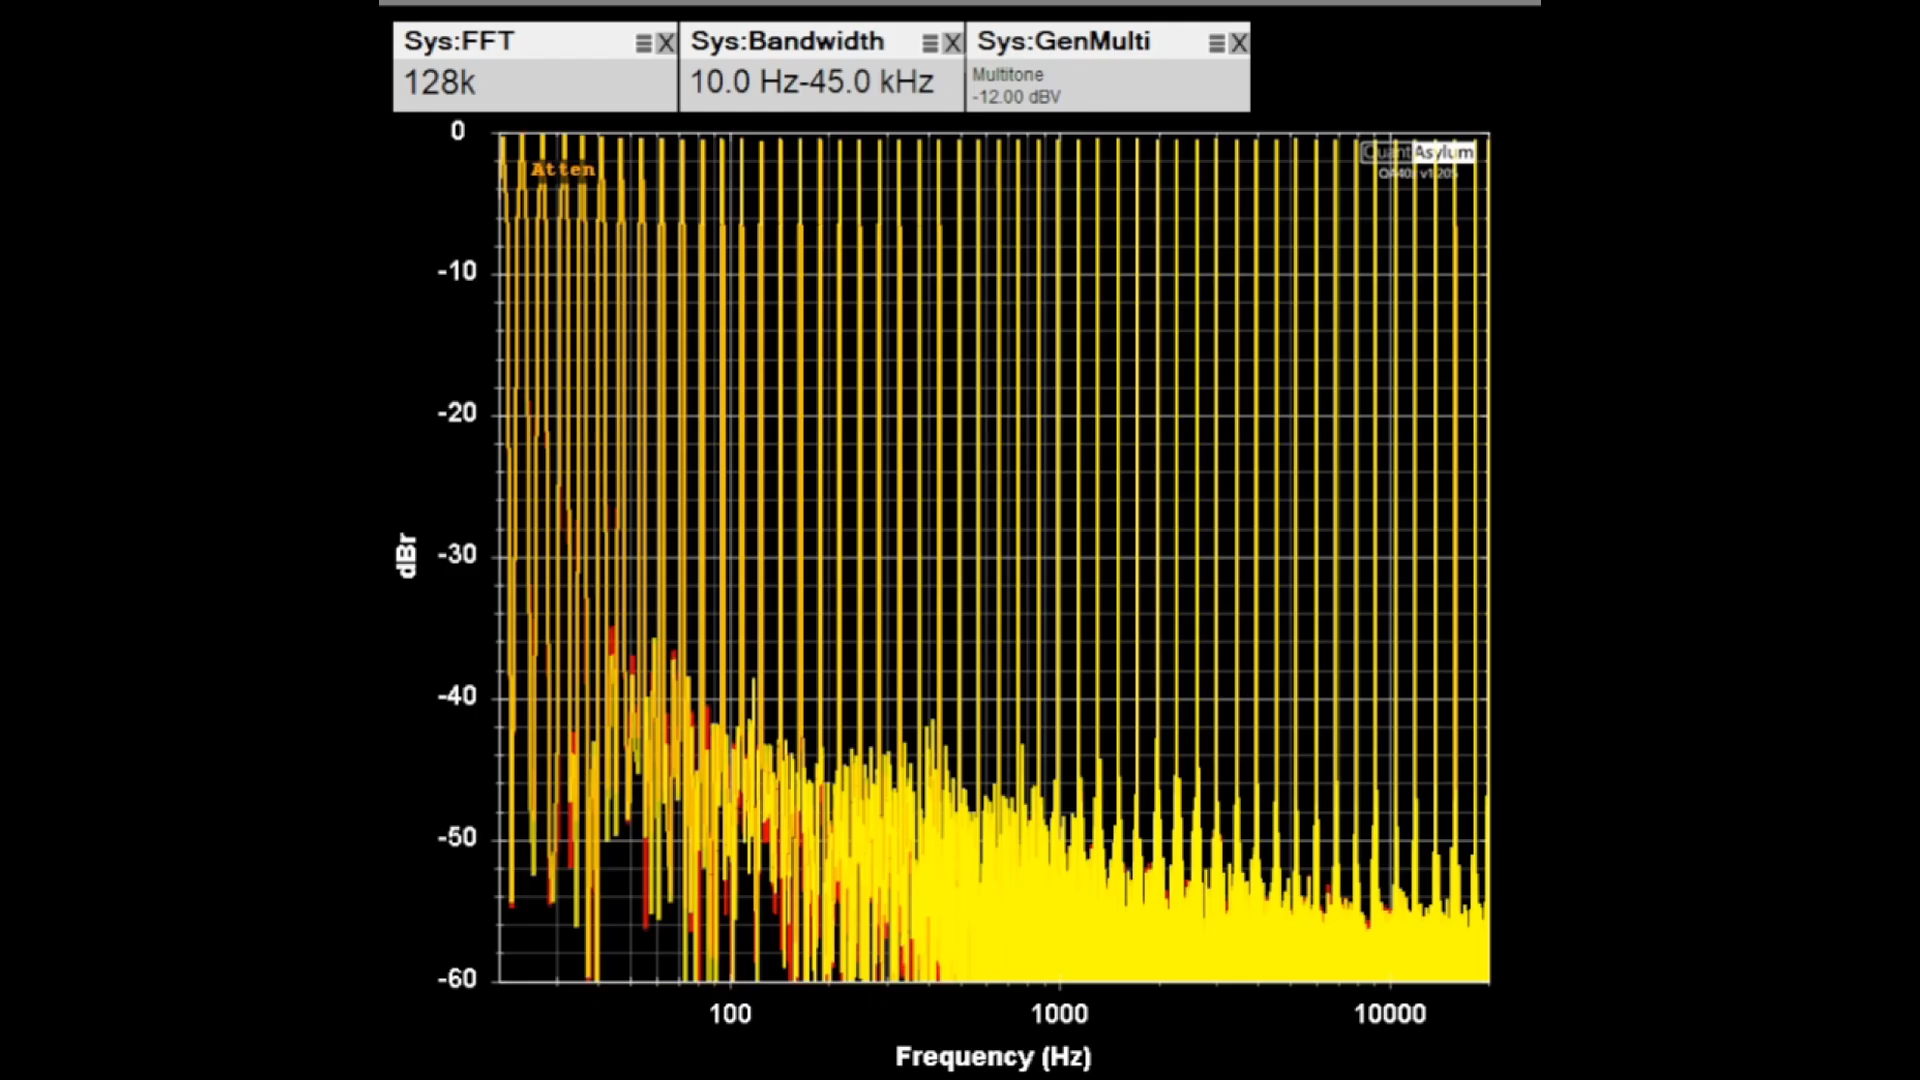 Sys:FFT
128k
Sys:Bandwidth
10.0 Hz-45.0 kHz
Sys:GenMulti
Multitone
-12.00 dBV
Atten
QuantAsylum
0
-10
-20
-30
-40
-50
-60
dBr
100
1000
10000
Frequency (Hz)